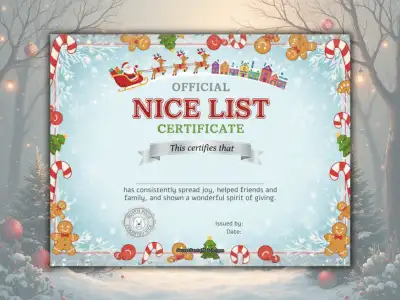 OFFICIAL
NICE LIST
CERTIFICATE
This certifies that
has consistently spread joy, helped friends and
family, and shown a wonderful spirit of giving.
Issued by:
Date: